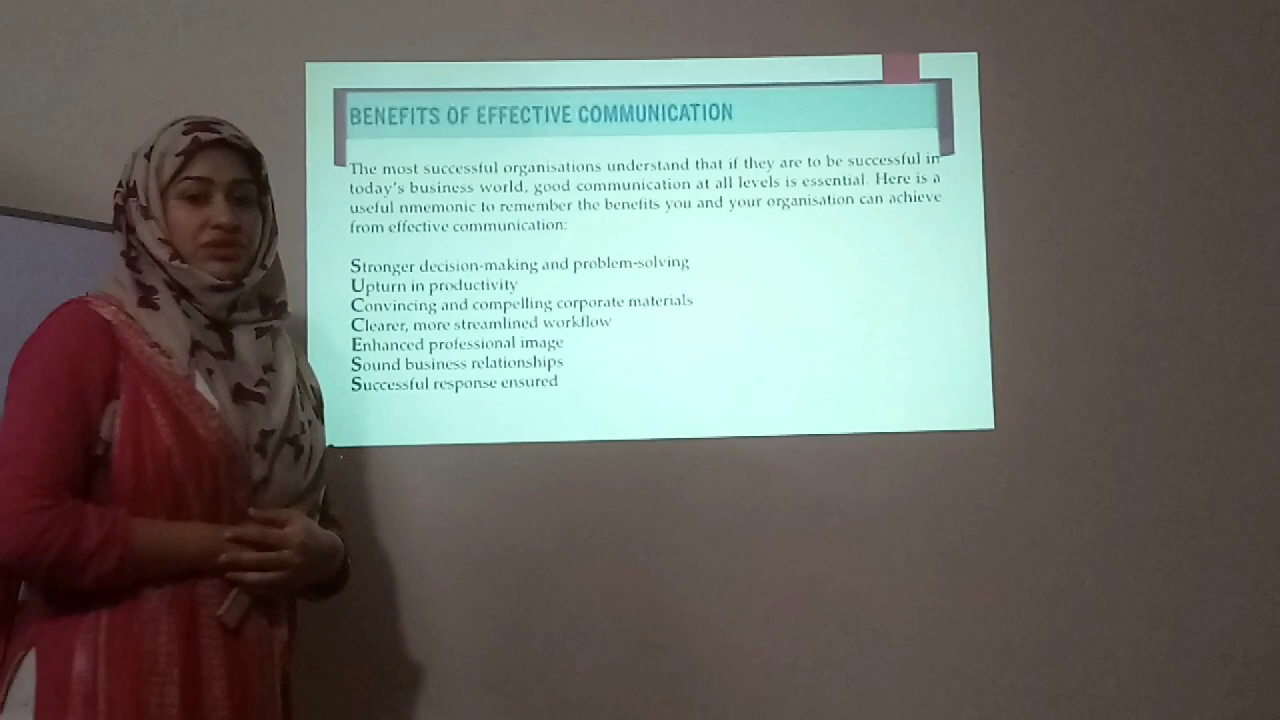 BENEFITS OF EFFECTIVE COMMUNICATION
The most successful organisations understand that if they are to be successful in
today's business world, good communication at all levels is essential. Here is a
useful nmemonic to remember the benefits you and your organisation can achieve
from effective communication:
Stronger decision-making and problem-solving
Upturn in productivity
Convincing and compelling corporate materials
Clearer, more streamlined workflow
Enhanced professional image
Sound business relationships
Successful response ensured